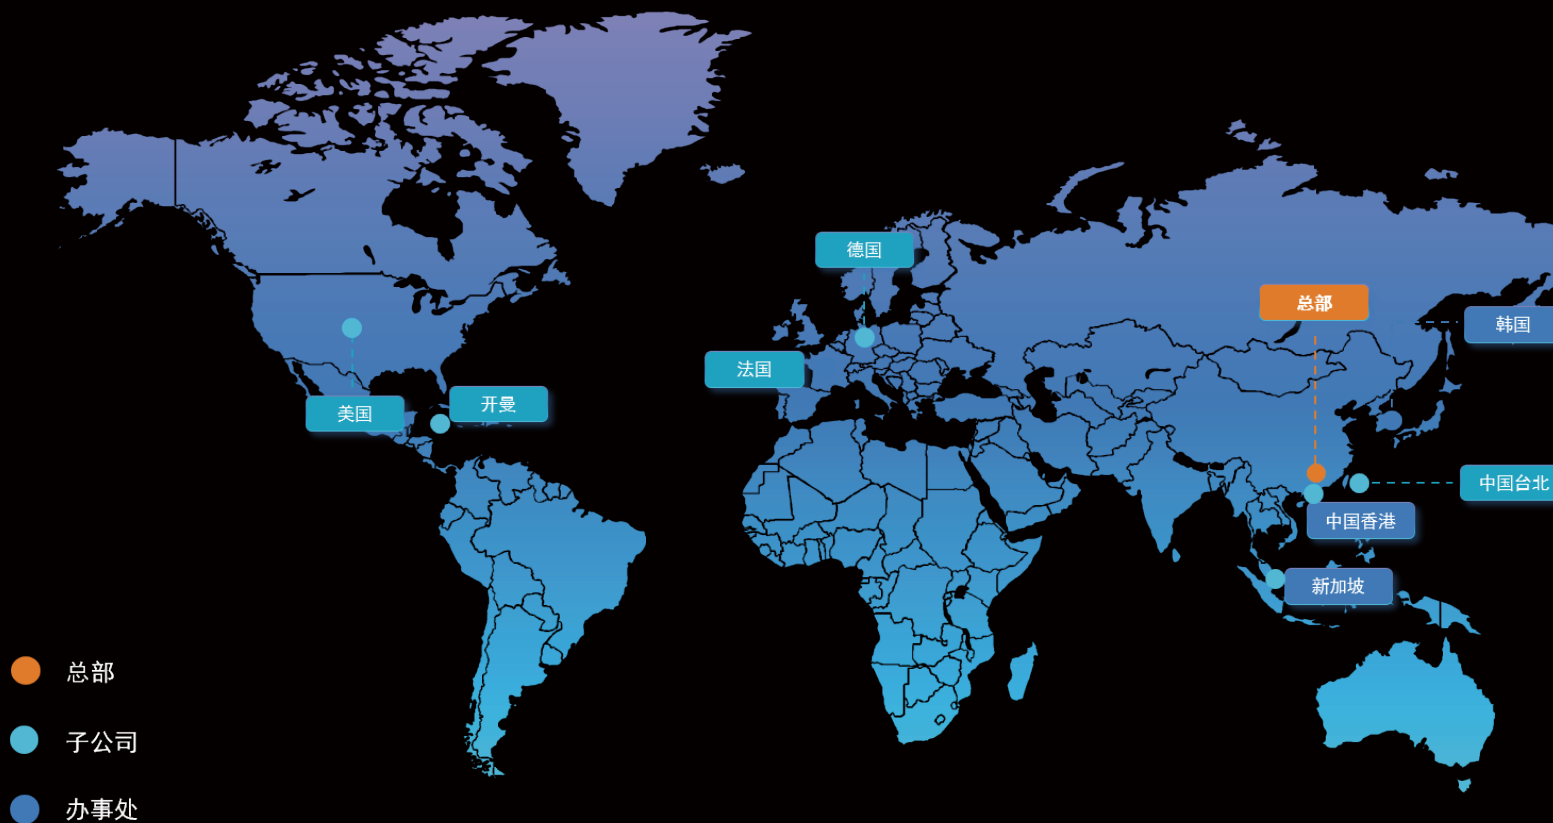 德国
总部
韩国
法国
美国
开曼
中国台北
中国香港
新加坡
总部
子公司
办事处